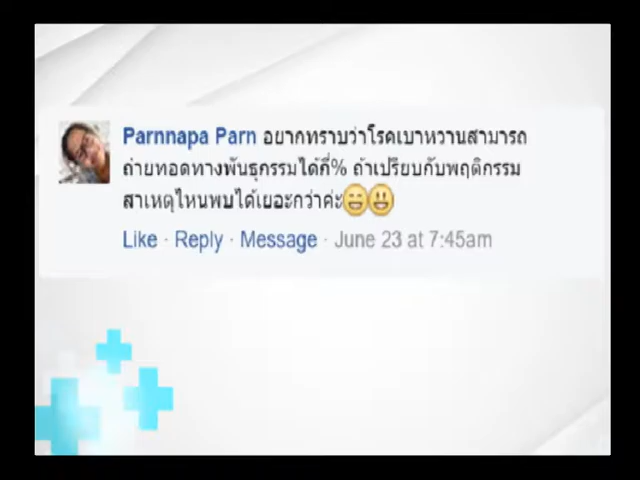 Parnnapa Parn อยากทราบว่าโรคเบาหวานสามารถ
ถ่ายทอดทางพันธุกรรมได้กี่% ถ้าเปรียบกับพฤติกรรม
สาเหตุไหนพบได้เยอะกว่าค่ะ😄😃
Like · Reply · Message · June 23 at 7:45am